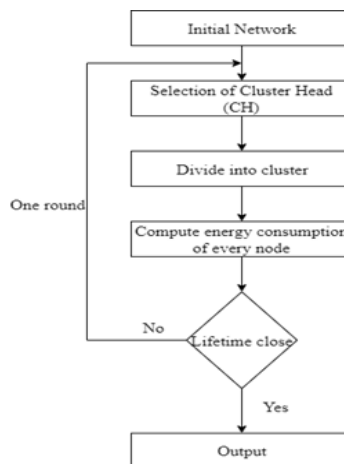 Initial Network
Selection of Cluster Head
(CH)
Divide into cluster
One round
Compute energy consumption
of every node
No
Lifetime close
Yes
Output